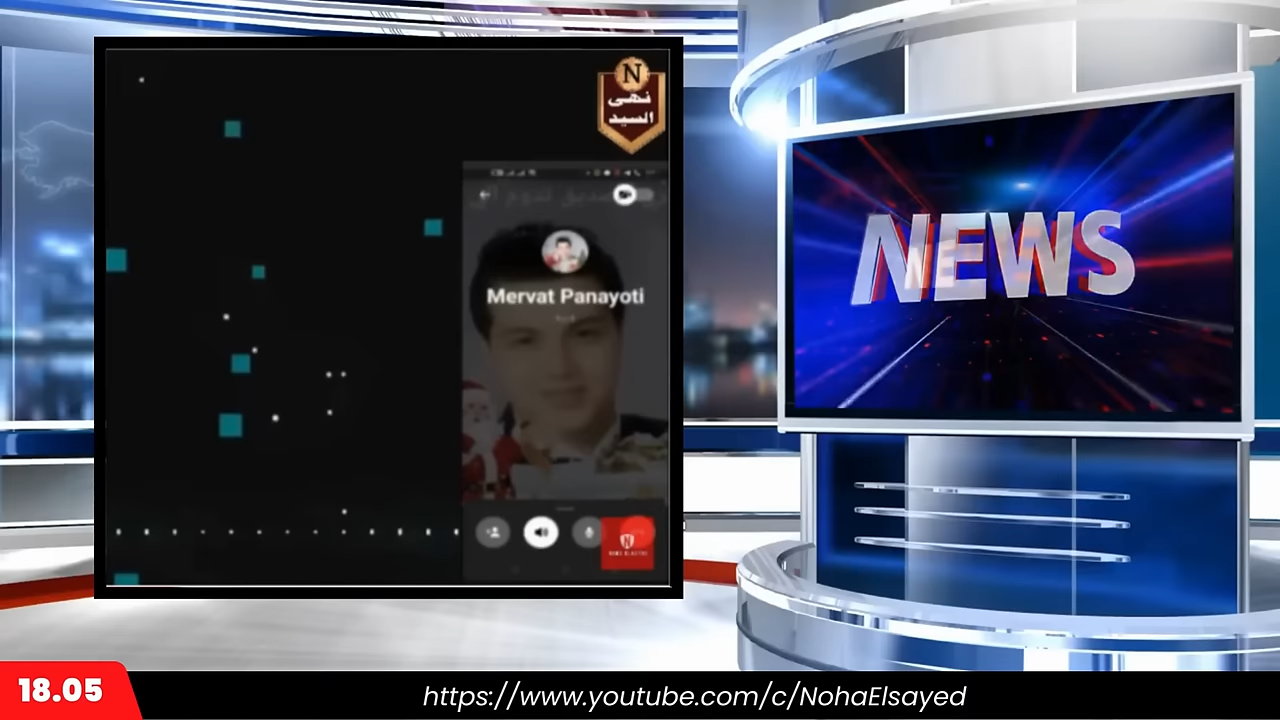 N
نهى
السيد
Mervat Panayoti
NEWS
N
18.05
https://www.youtube.com/c/NohaElsayed